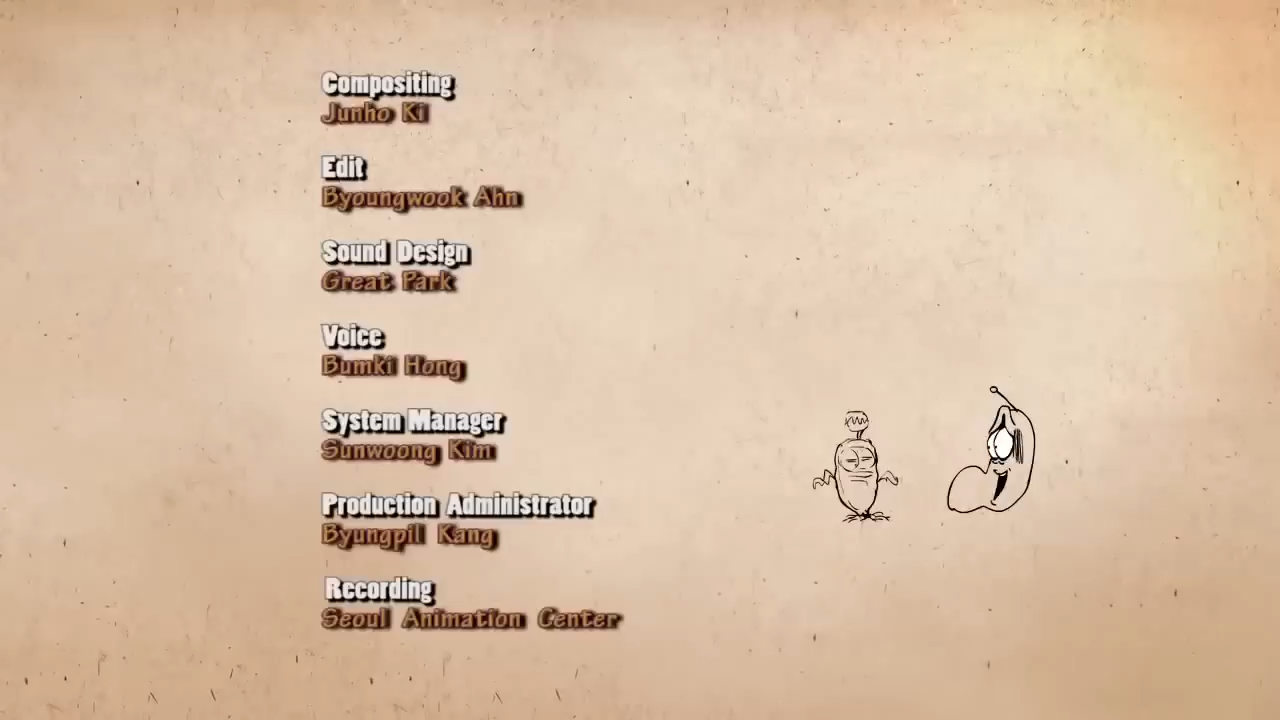 Compositing
Junho Ki
Edit
Byoungwook Ahn
Sound Design
Great Park
Voice
Bumki Hong
System Manager
Sunwoong Kim
Production Administrator
Byungpil Kang
Recording
Seoul Animation Center